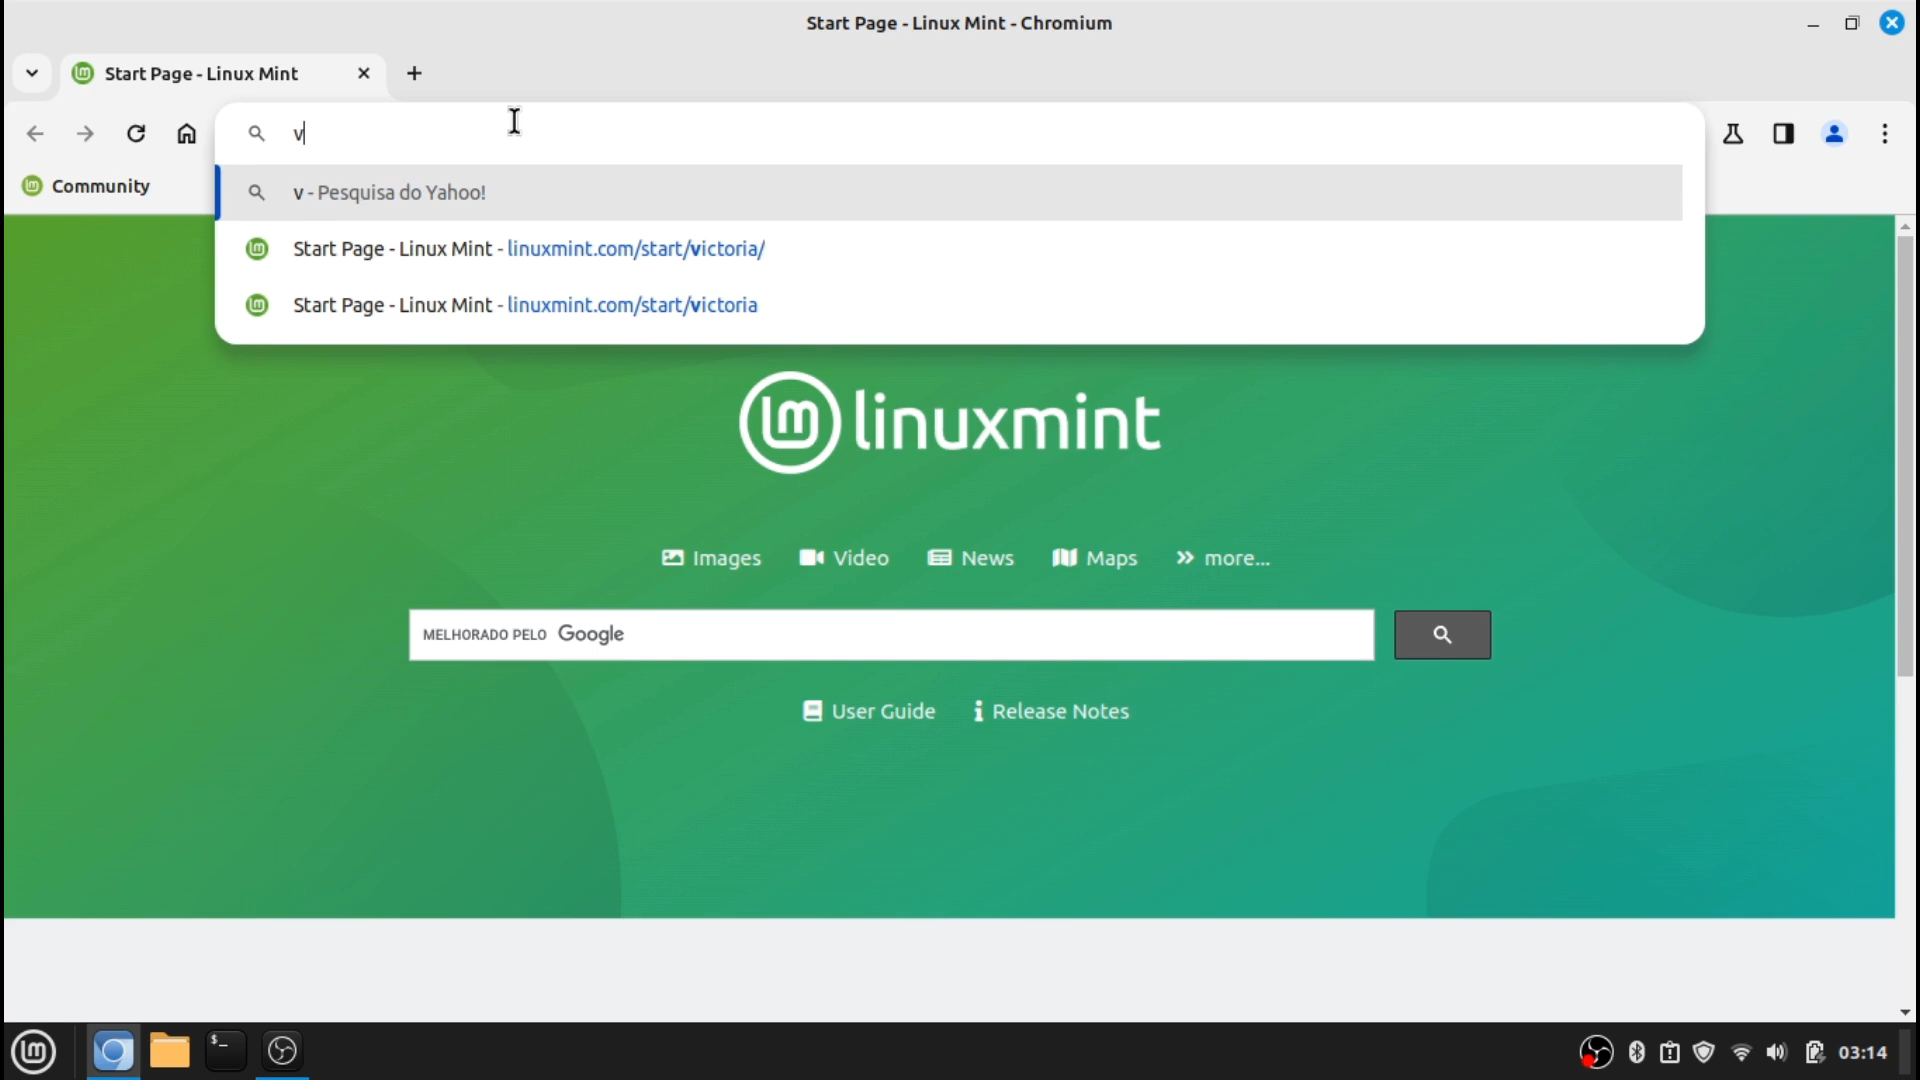 Start Page - Linux Mint - Chromium
Start Page - Linux Mint
v
Community
v - Pesquisa do Yahoo!
Start Page - Linux Mint - linuxmint.com/start/victoria/
Start Page - Linux Mint - linuxmint.com/start/victoria
linuxmint
Images Video News Maps more...
MELHORADO PELO Google
User Guide Release Notes
$_
03:14